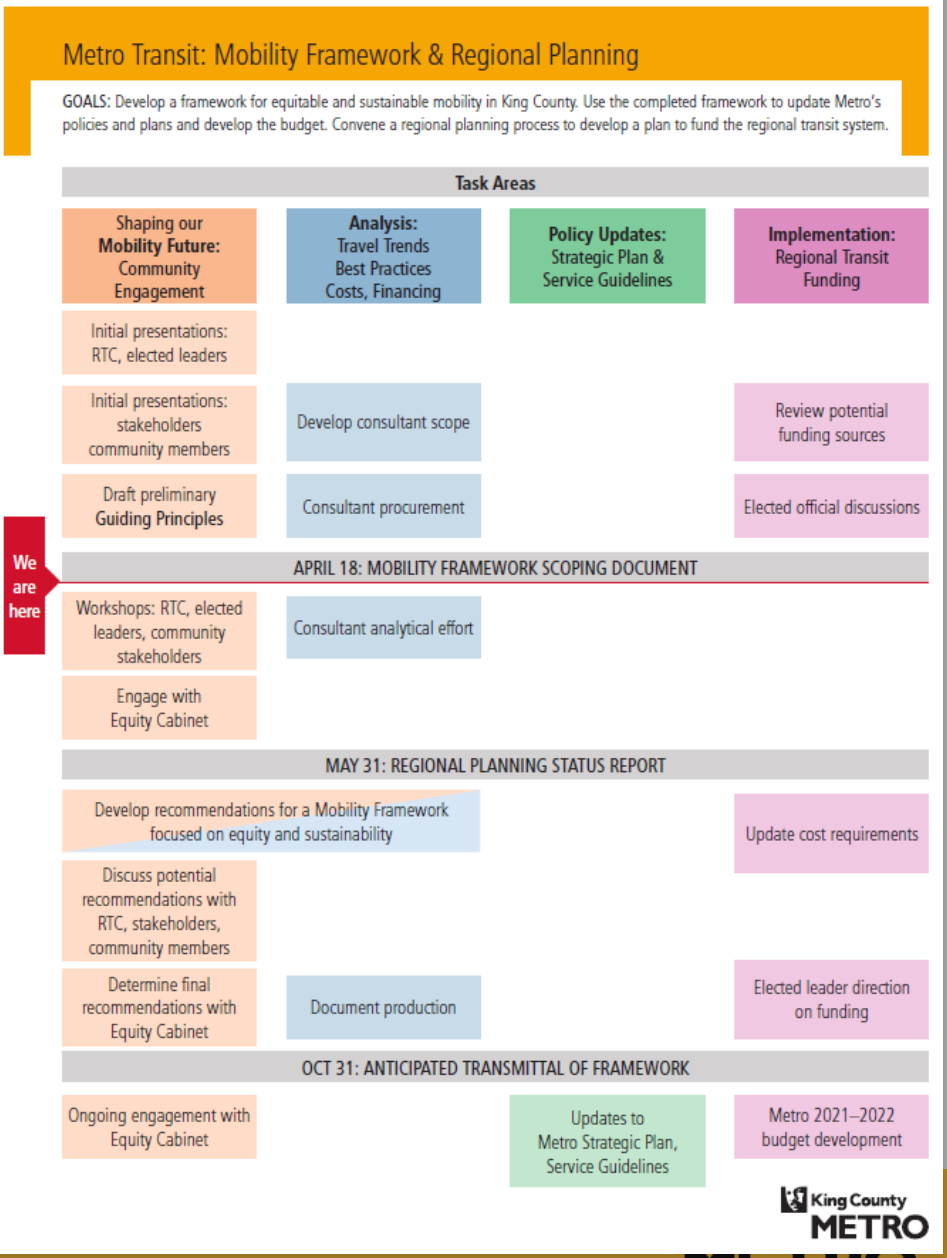 Metro Transit: Mobility Framework & Regional Planning
GOALS: Develop a framework for equitable and sustainable mobility in King County. Use the completed framework to update Metro's
policies and plans and develop the budget. Convene a regional planning process to develop a plan to fund the regional transit system.
Task Areas
Shaping our
Mobility Future:
Community
Engagement
Analysis:
Travel Trends
Best Practices
Costs, Financing
Policy Updates:
Strategic Plan &
Service Guidelines
Implementation:
Regional Transit
Funding
Initial presentations:
RTC, elected leaders
Initial presentations:
stakeholders
community members
Develop consultant scope
Review potential
funding sources
Draft preliminary
Guiding Principles
Consultant procurement
Elected official discussions
We
are
here
APRIL 18: MOBILITY FRAMEWORK SCOPING DOCUMENT
Workshops: RTC, elected
leaders, community
stakeholders
Consultant analytical effort
Engage with
Equity Cabinet
MAY 31: REGIONAL PLANNING STATUS REPORT
Develop recommendations for a Mobility Framework
focused on equity and sustainability
Update cost requirements
Discuss potential
recommendations with
RTC, stakeholders,
community members
Determine final
recommendations with
Equity Cabinet
Document production
Elected leader direction
on funding
OCT 31: ANTICIPATED TRANSMITTAL OF FRAMEWORK
Ongoing engagement with
Equity Cabinet
Updates to
Metro Strategic Plan,
Service Guidelines
Metro 2021–2022
budget development
King County
METRO